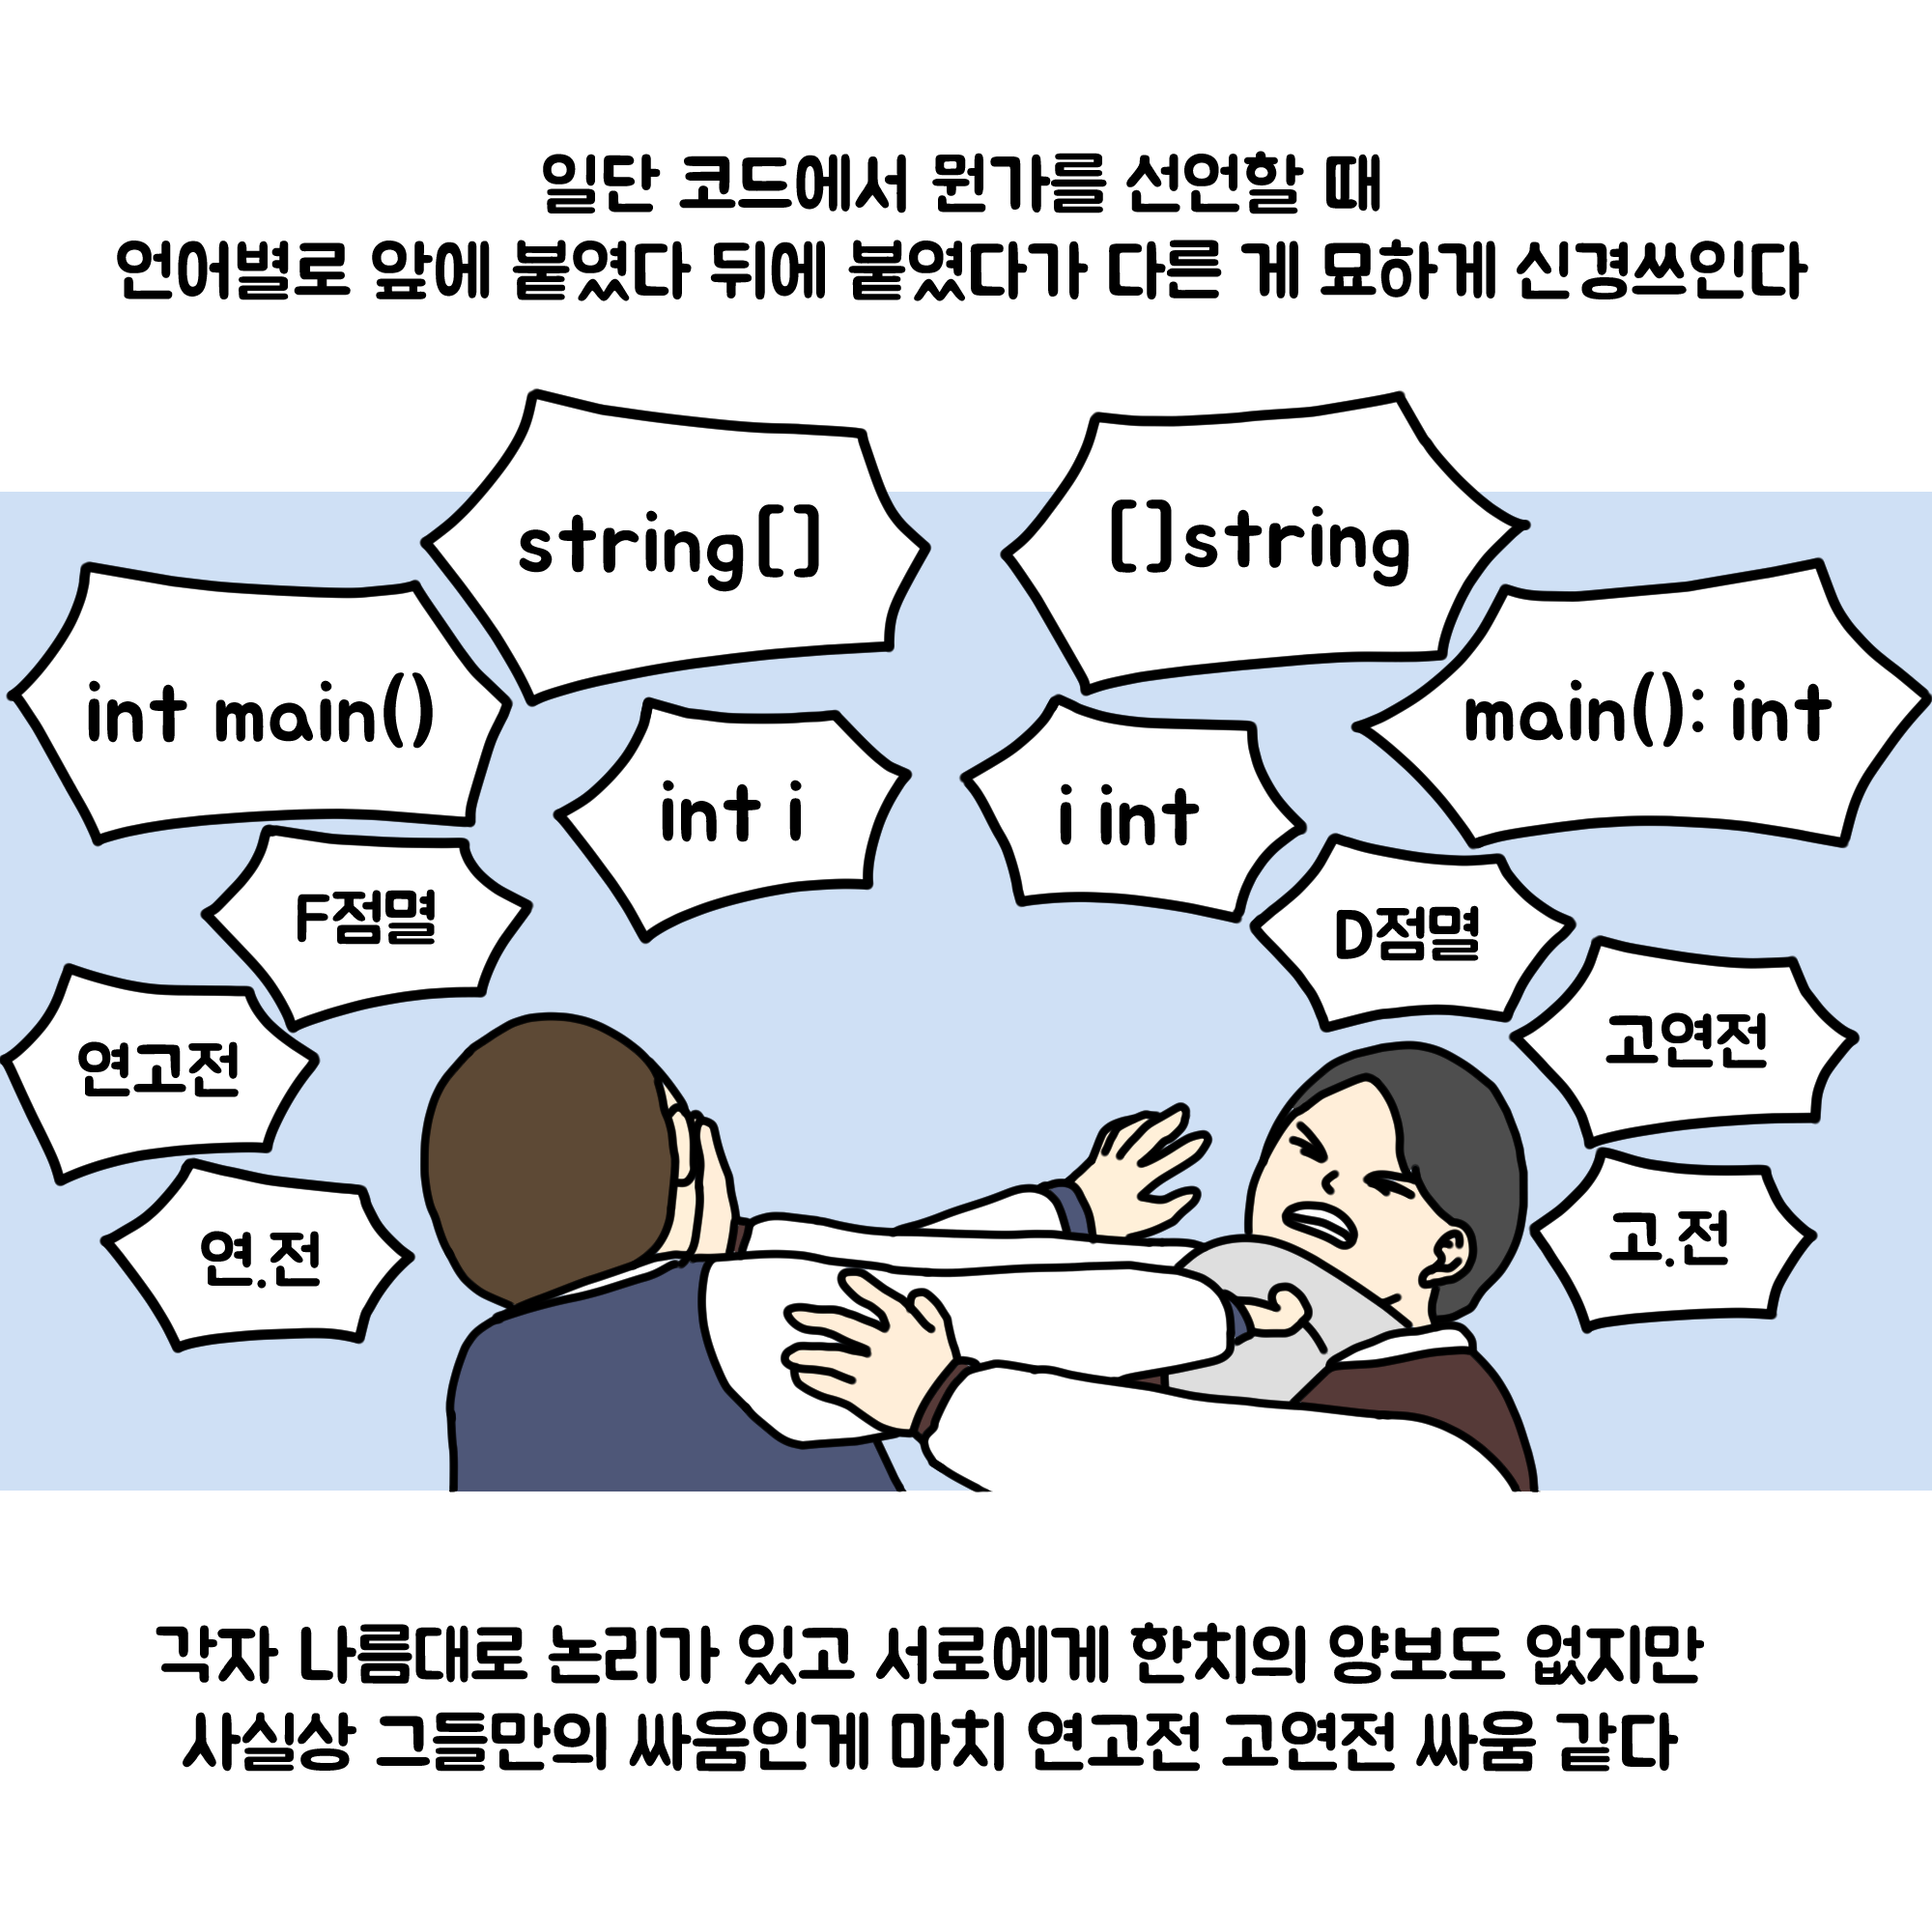 일단 코드에서 뭔가를 선언할 때
언어별로 앞에 붙였다 뒤에 붙였다가 다른 게 묘하게 신경쓰인다
string[]
[]string
int main()
main(): int
int i
i int
F점멸
D점멸
연고전
고연전
연.전
고.전
각자 나름대로 논리가 있고 서로에게 한치의 양보도 없지만
사실상 그들만의 싸움인게 마치 연고전 고연전 싸움 같다